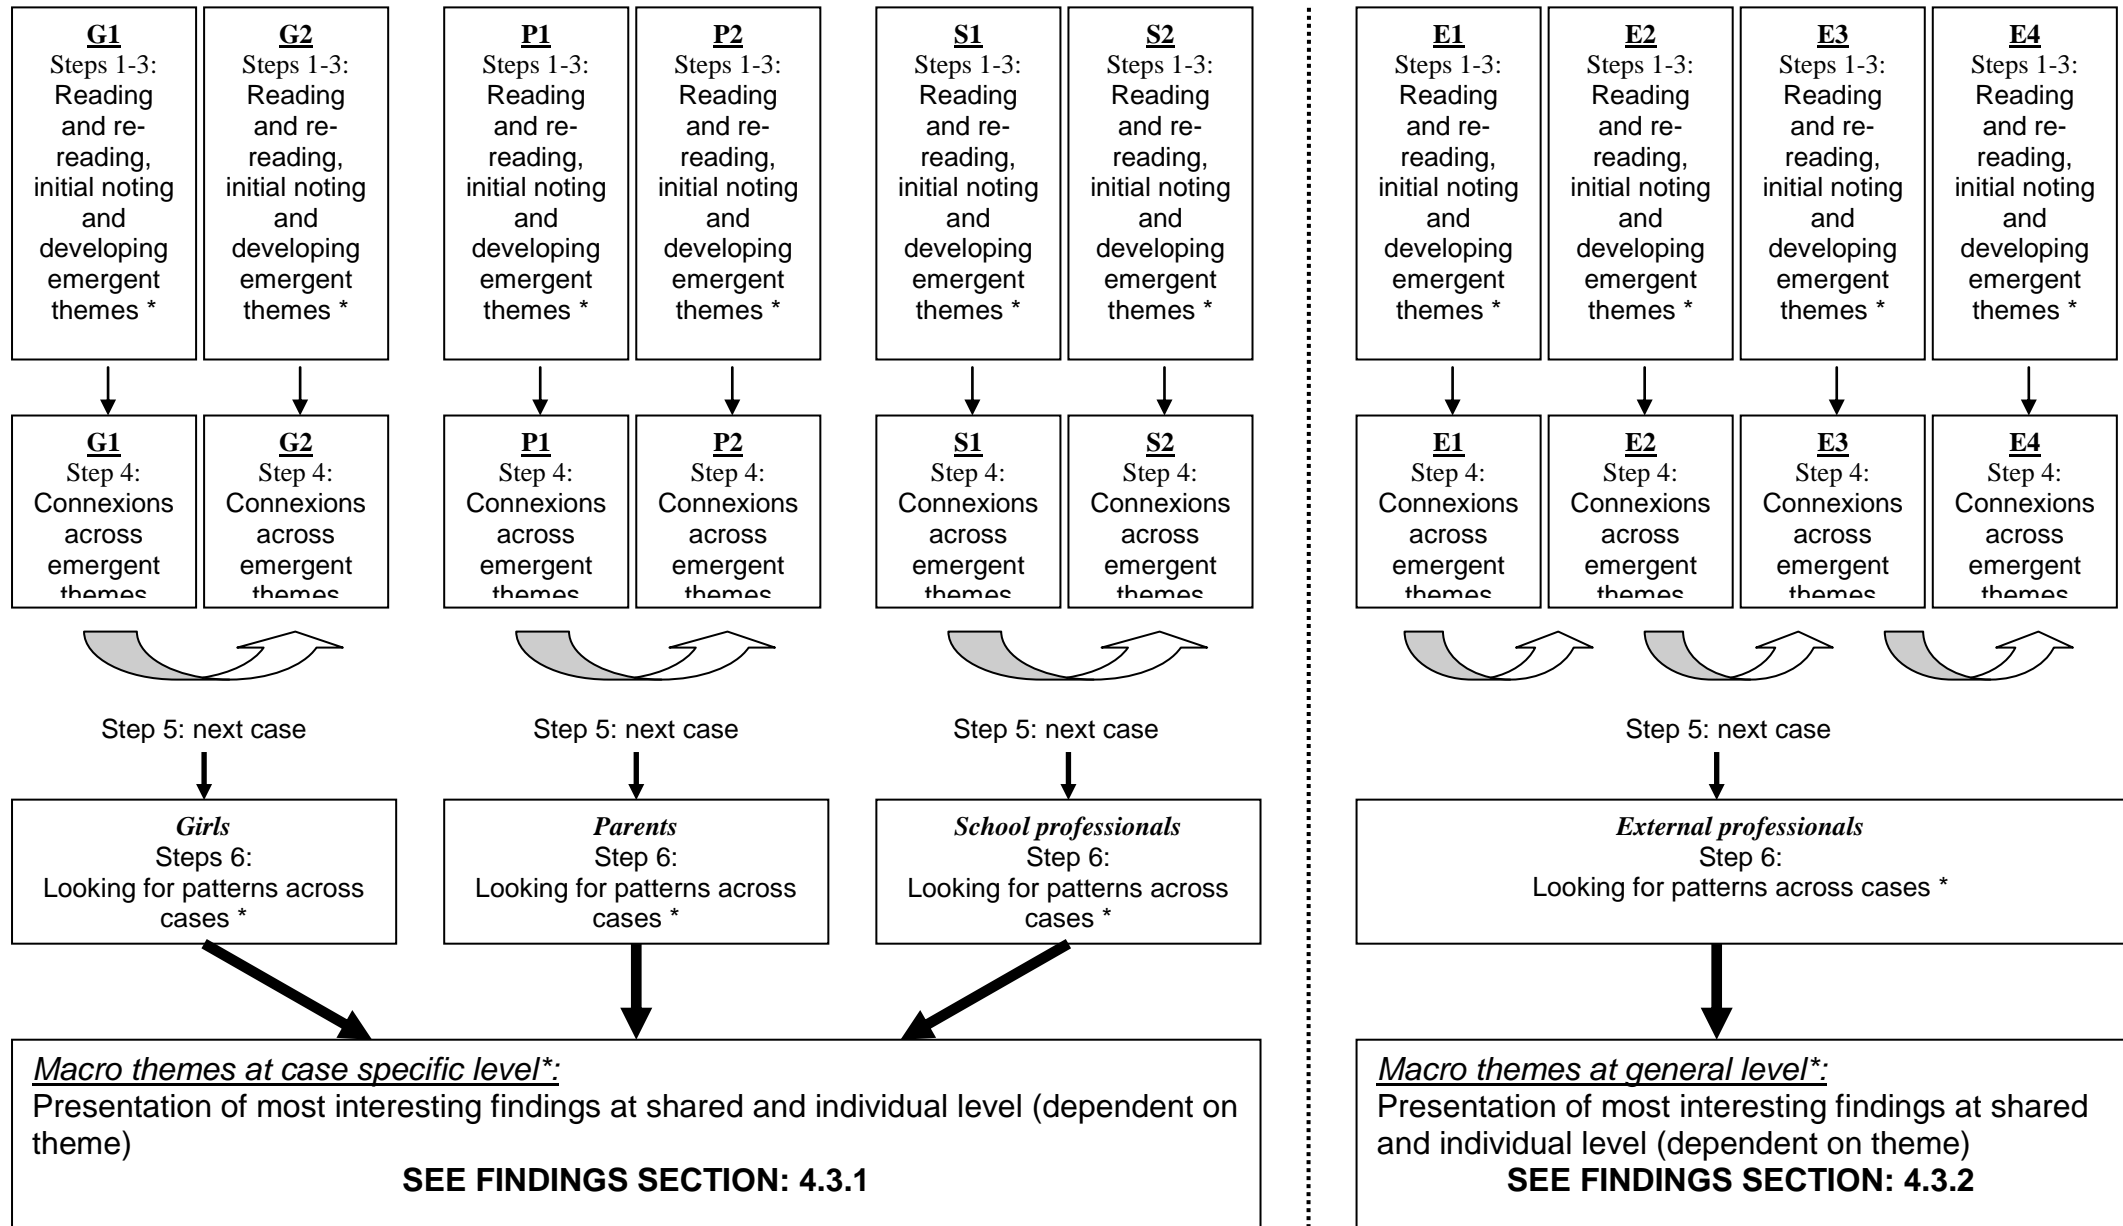 G1
Steps 1-3:
Reading
and re-
reading,
initial noting
and
developing
emergent
themes *
G2
Steps 1-3:
Reading
and re-
reading,
initial noting
and
developing
emergent
themes *
P1
Steps 1-3:
Reading
and re-
reading,
initial noting
and
developing
emergent
themes *
P2
Steps 1-3:
Reading
and re-
reading,
initial noting
and
developing
emergent
themes *
S1
Steps 1-3:
Reading
and re-
reading,
initial noting
and
developing
emergent
themes *
S2
Steps 1-3:
Reading
and re-
reading,
initial noting
and
developing
emergent
themes *
E1
Steps 1-3:
Reading
and re-
reading,
initial noting
and
developing
emergent
themes *
E2
Steps 1-3:
Reading
and re-
reading,
initial noting
and
developing
emergent
themes *
E3
Steps 1-3:
Reading
and re-
reading,
initial noting
and
developing
emergent
themes *
E4
Steps 1-3:
Reading
and re-
reading,
initial noting
and
developing
emergent
themes *
G1
Step 4:
Connexions
across
emergent
themes
G2
Step 4:
Connexions
across
emergent
themes
P1
Step 4:
Connexions
across
emergent
themes
P2
Step 4:
Connexions
across
emergent
themes
S1
Step 4:
Connexions
across
emergent
themes
S2
Step 4:
Connexions
across
emergent
themes
E1
Step 4:
Connexions
across
emergent
themes
E2
Step 4:
Connexions
across
emergent
themes
E3
Step 4:
Connexions
across
emergent
themes
E4
Step 4:
Connexions
across
emergent
themes
Step 5: next case
Step 5: next case
Step 5: next case
Step 5: next case
Girls
Steps 6:
Looking for patterns across
cases *
Parents
Step 6:
Looking for patterns across
cases *
School professionals
Step 6:
Looking for patterns across
cases *
External professionals
Step 6:
Looking for patterns across cases *
Macro themes at case specific level*:
Presentation of most interesting findings at shared and individual level (dependent on
theme)
SEE FINDINGS SECTION: 4.3.1
Macro themes at general level*:
Presentation of most interesting findings at shared
and individual level (dependent on theme)
SEE FINDINGS SECTION: 4.3.2